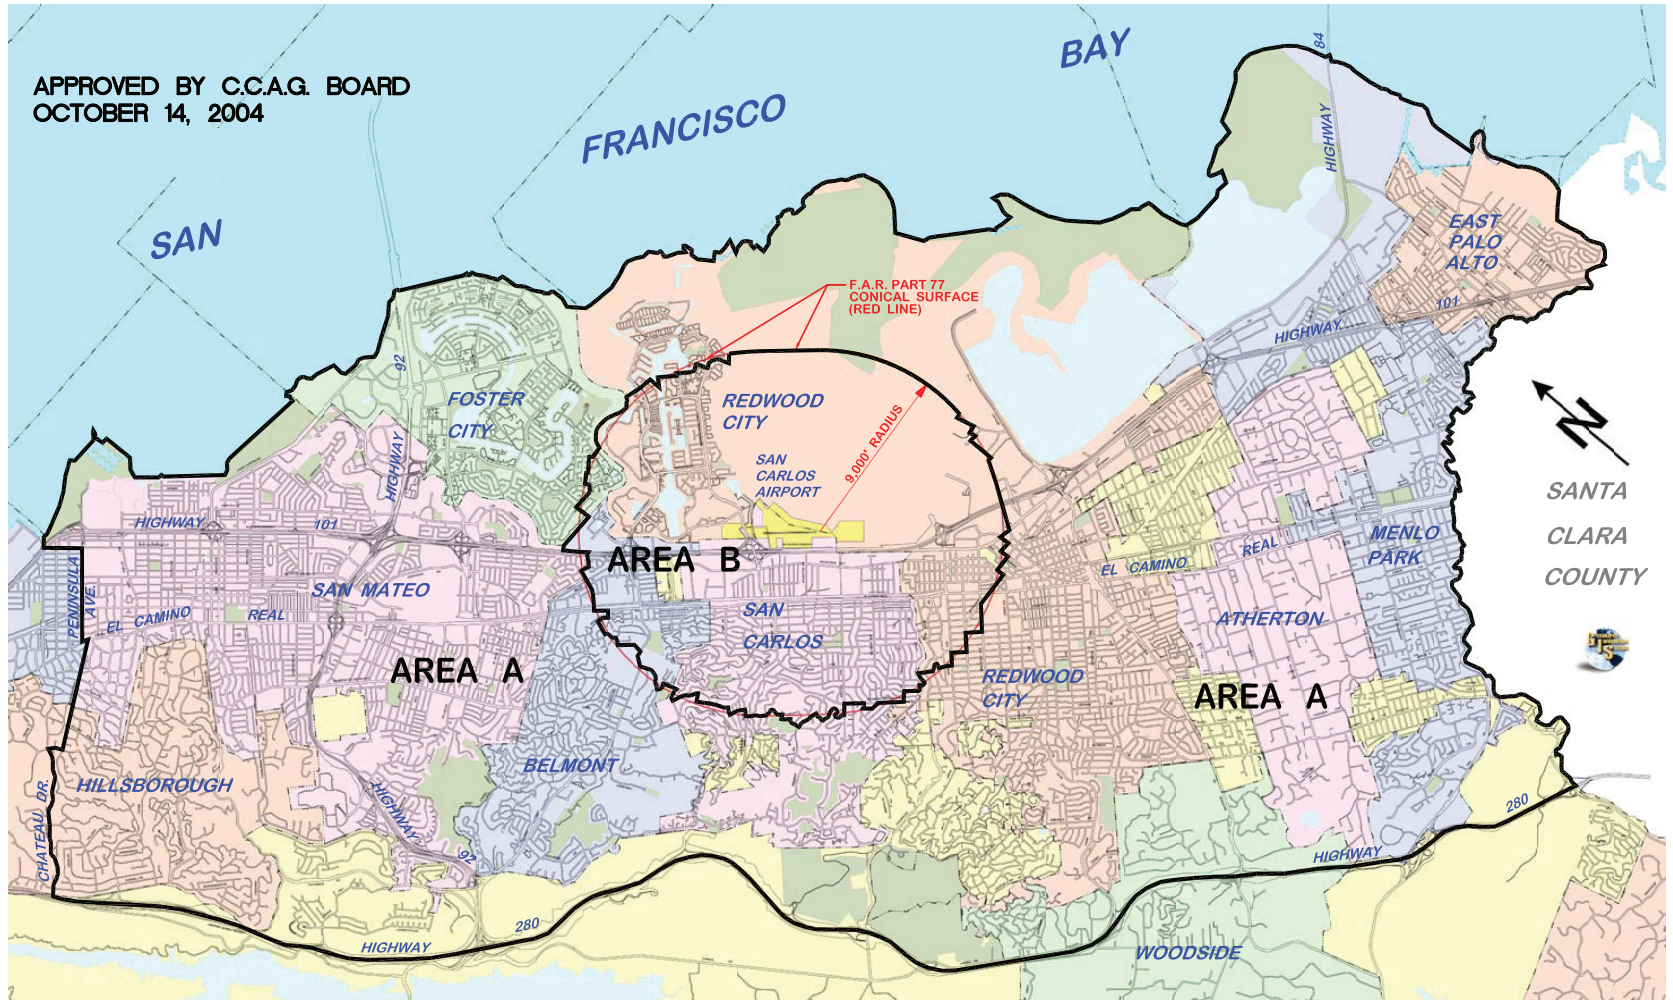 APPROVED BY C.C.A.G. BOARD
OCTOBER 14, 2004
SAN
FRANCISCO
BAY
HIGHWAY
84
EAST
PALO
ALTO
101
HIGHWAY
F.A.R. PART 77
CONICAL SURFACE
(RED LINE)
92
HIGHWAY
FOSTER
CITY
REDWOOD
CITY
SAN
CARLOS
AIRPORT
9,000' RADIUS
N
SANTA
CLARA
COUNTY
HIGHWAY
101
PENINSULA
AVE.
SAN MATEO
EL CAMINO
REAL
AREA B
SAN
CARLOS
EL CAMINO
REAL
MENLO
PARK
ATHERTON
AREA A
REDWOOD
CITY
AREA A
HILLSBOROUGH
CHATEAU DR.
HIGHWAY
92
BELMONT
280
HIGHWAY
HIGHWAY
280
WOODSIDE